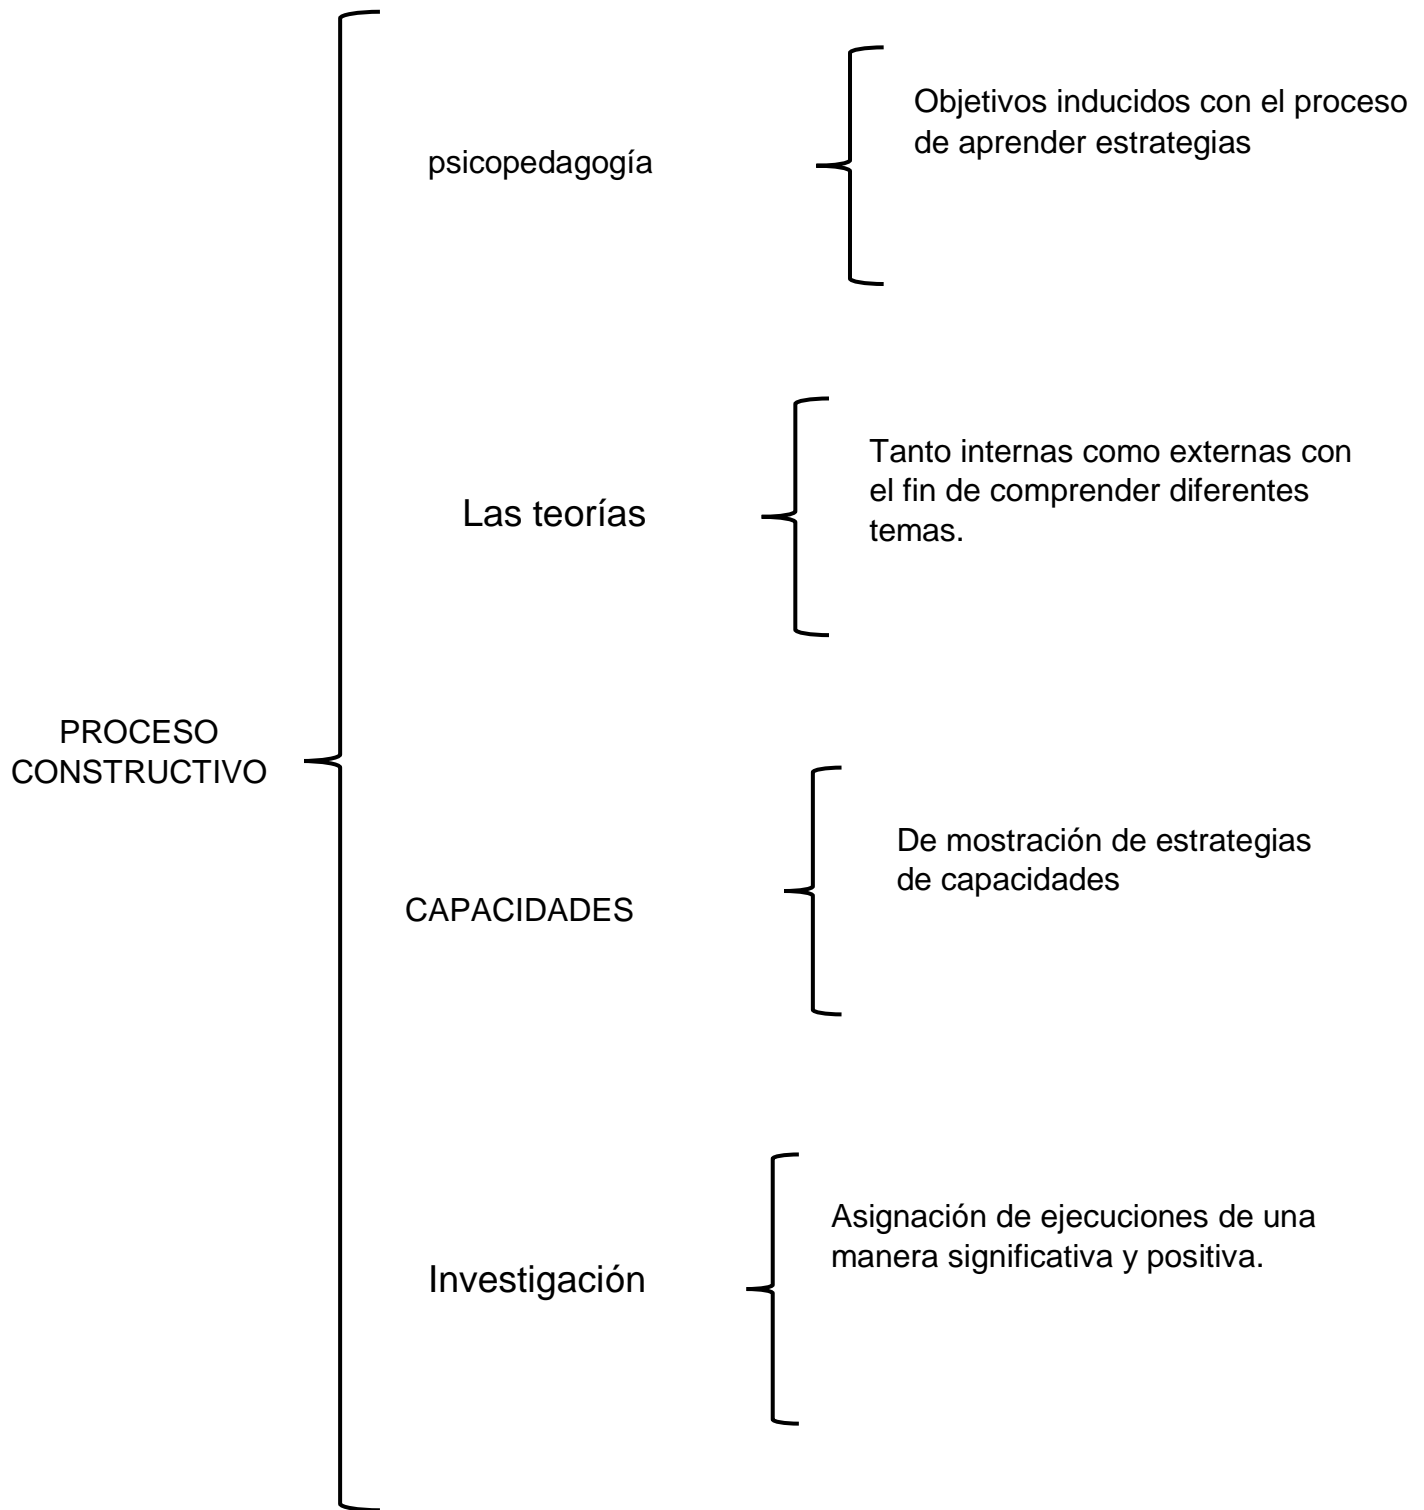 psicopedagogía
Objetivos inducidos con el proceso
de aprender estrategias
Las teorías
Tanto internas como externas con
el fin de comprender diferentes
temas.
PROCESO
CONSTRUCTIVO
CAPACIDADES
De mostración de estrategias
de capacidades
Investigación
Asignación de ejecuciones de una
manera significativa y positiva.